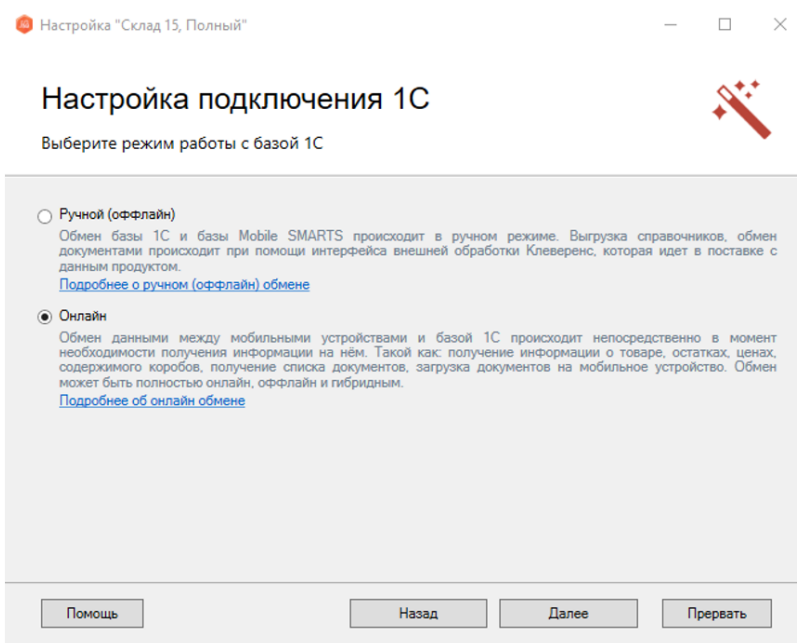 Настройка "Склад 15, Полный"
Настройка подключения 1С
Выберите режим работы с базой 1С
Ручной (оффлайн)
Обмен базы 1С и базы Mobile SMARTS происходит в ручном режиме. Выгрузка справочников, обмен
документами происходит при помощи интерфейса внешней обработки Клеверенс, которая идет в поставке с
данным продуктом.
Подробнее о ручном (оффлайн) обмене
Онлайн
Обмен данными между мобильными устройствами и базой 1С происходит непосредственно в момент
необходимости получения информации на нём. Такой как: получение информации о товаре, остатках, ценах,
содержимого коробов, получение списка документов, загрузка документов на мобильное устройство. Обмен
может быть полностью онлайн, оффлайн и гибридным.
Подробнее об онлайн обмене
Помощь
Назад
Далее
Прервать